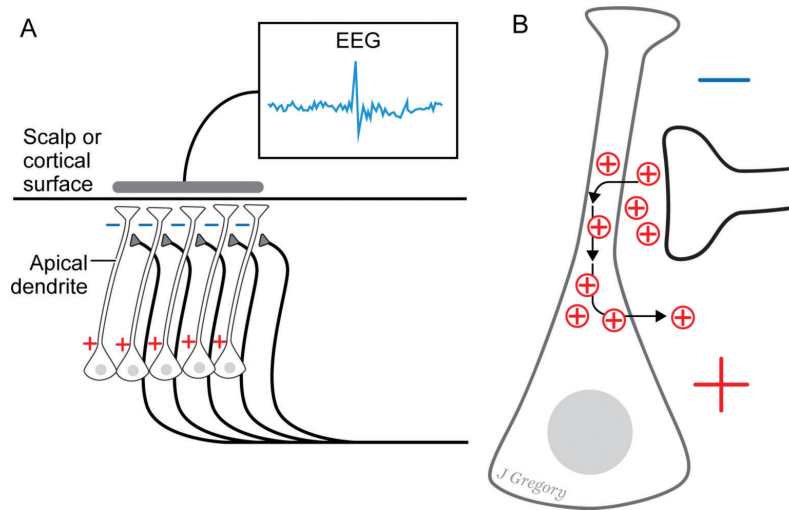 A
EEG
Scalp or
cortical
surface
Apical
dendrite
B
J Gregory